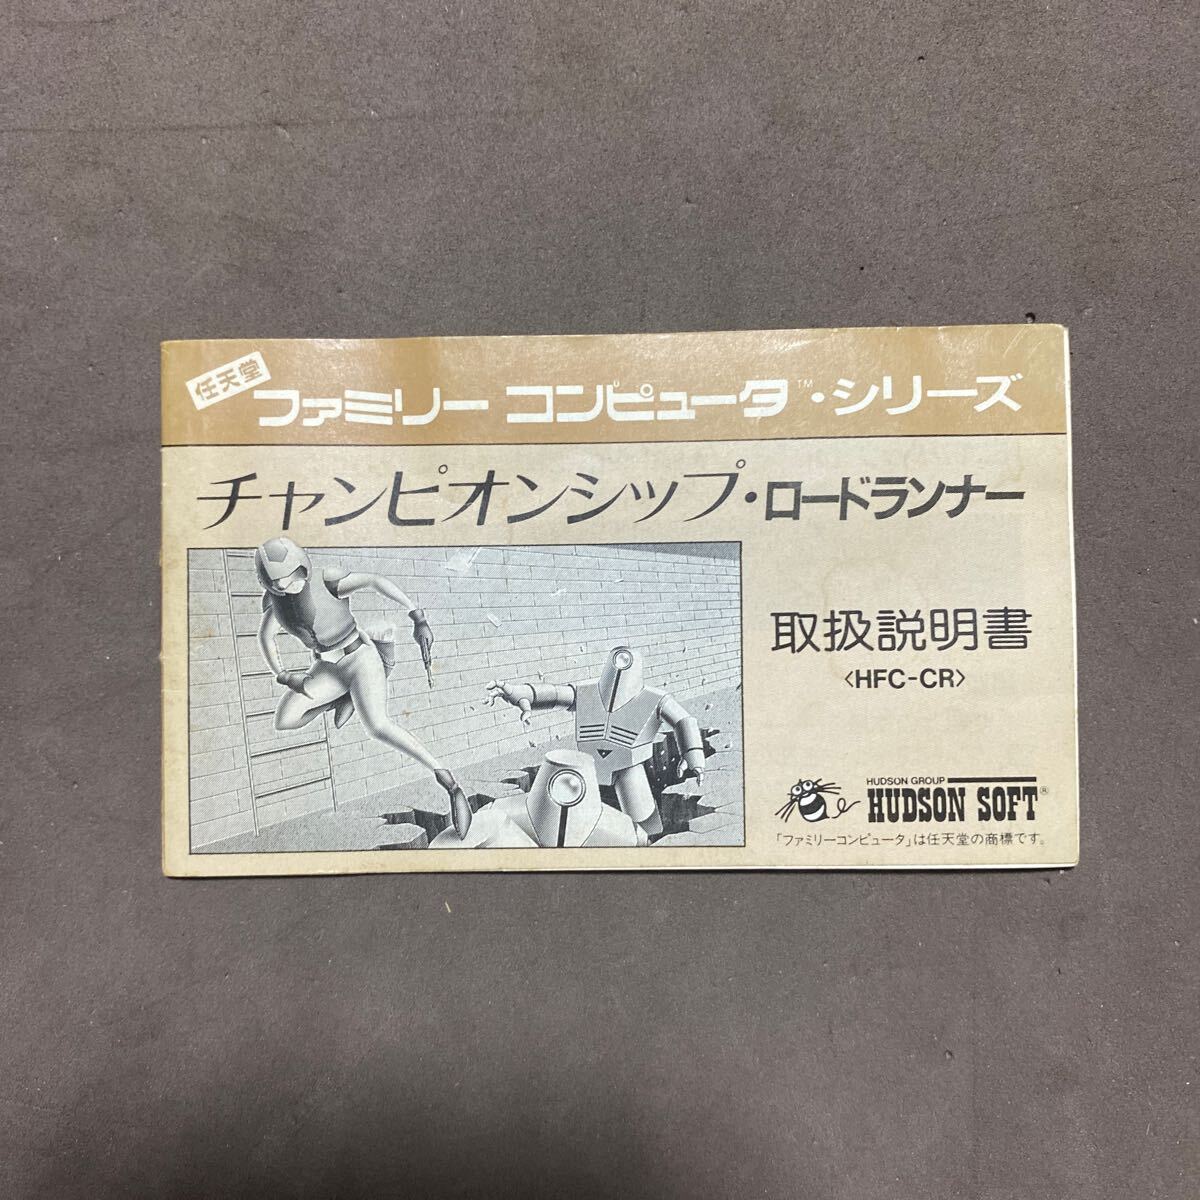 任天堂
ファミリー コンピュータ™・シリーズ
チャンピオンシップ・ロードランナー
取扱説明書
〈HFC-CR〉
HUDSON GROUP
HUDSON SOFT®
「ファミリーコンピュータ」は任天堂の商標です。